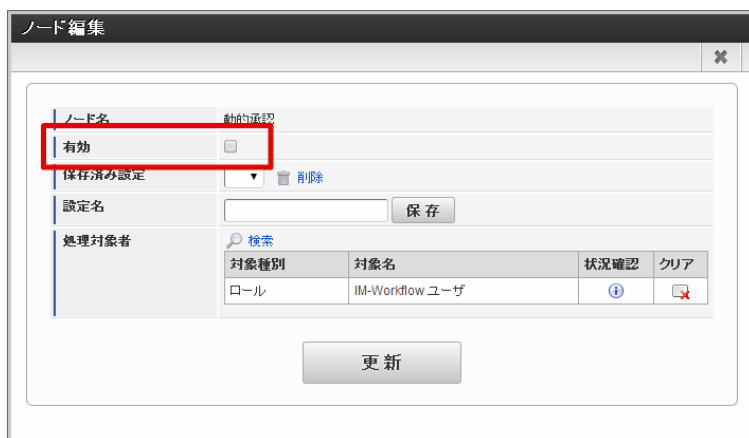 ノード編集
ノード名 動的承認
有効
保存済み設定 削除
設定名 保存
処理対象者 検索
対象種別 対象名 状況確認 クリア
ロール IM-Workflow ユーザ
更新